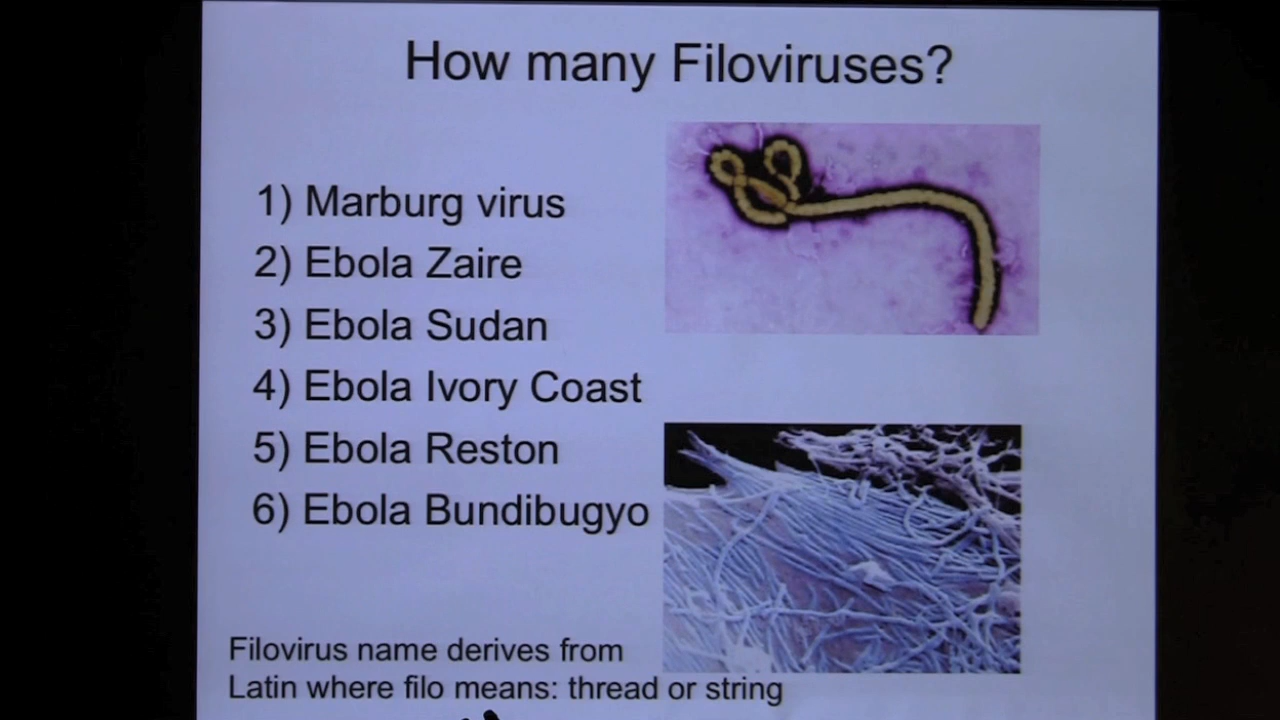 How many Filoviruses?
1) Marburg virus
2) Ebola Zaire
3) Ebola Sudan
4) Ebola Ivory Coast
5) Ebola Reston
6) Ebola Bundibugyo
Filovirus name derives from
Latin where filo means: thread or string